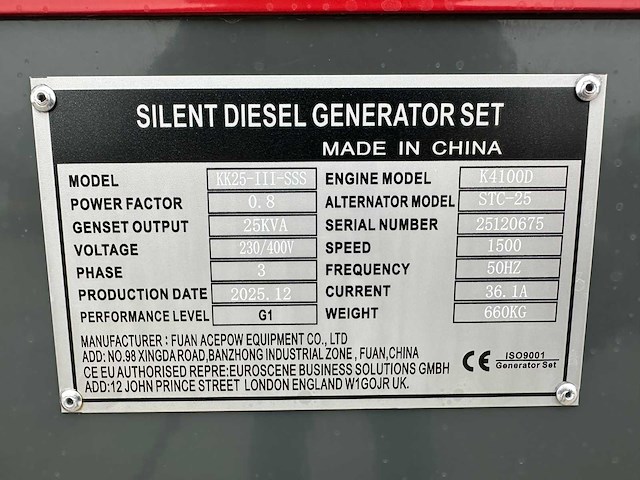 SILENT DIESEL GENERATOR SET
MADE IN CHINA
MODEL KK25-III-SSS ENGINE MODEL K4100D
POWER FACTOR 0.8 ALTERNATOR MODEL STC-25
GENSET OUTPUT 25KVA SERIAL NUMBER 25120675
VOLTAGE 230/400V SPEED 1500
PHASE 3 FREQUENCY 50HZ
PRODUCTION DATE 2025.12 CURRENT 36.1A
PERFORMANCE LEVEL G1 WEIGHT 660KG
MANUFACTURER : FUAN ACEPOW EQUIPMENT CO., LTD
ADD: NO.98 XINGDA ROAD,BANZHONG INDUSTRIAL ZONE , FUAN,CHINA
CE EU AUTHORISED REPRE:EUROSCENE BUSINESS SOLUTIONS GMBH
ADD:12 JOHN PRINCE STREET LONDON ENGLAND W1GOJR UK.
CE ISO9001
Generator Set